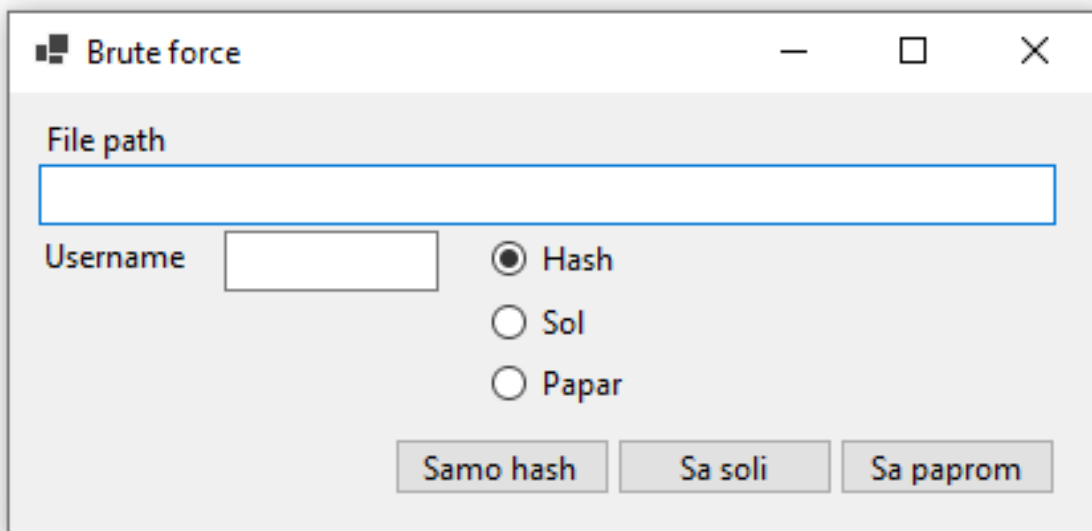 Brute force
File path
Username
Hash
Sol
Papar
Samo hash
Sa soli
Sa paprom